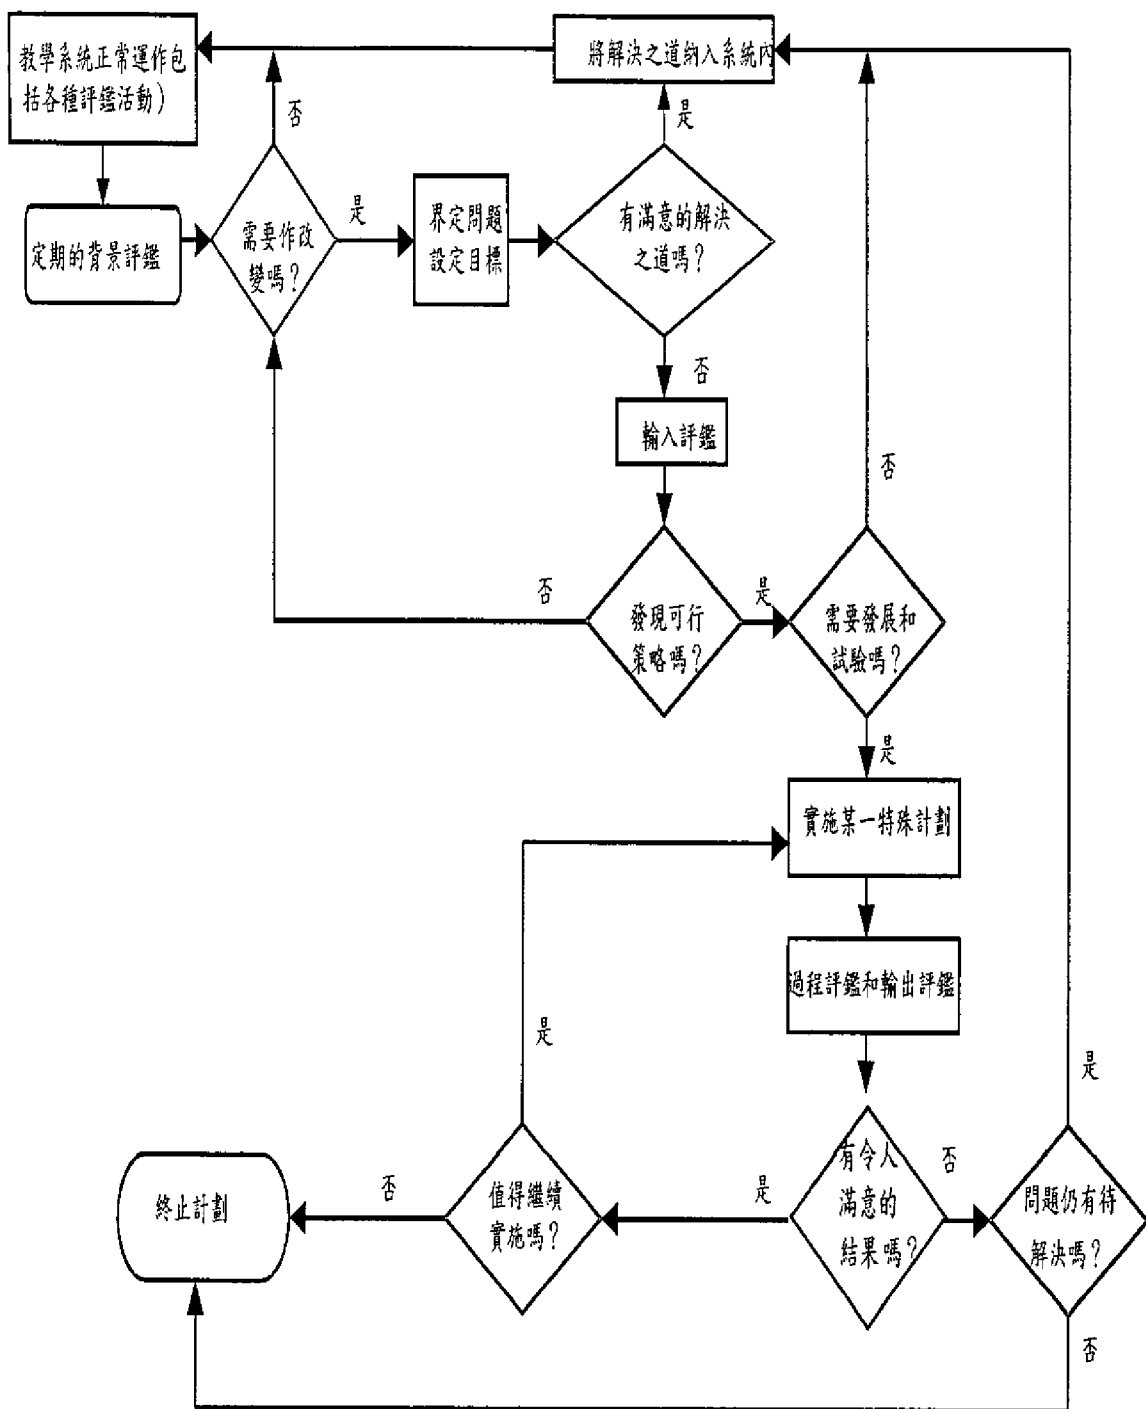 教學系統正常運作包
括各種評鑑活動)
將解決之道納入系統內
否
是
定期的背景評鑑
需要作改
變嗎?
是
界定問題
設定目標
有滿意的解決
之道嗎?
否
輸入評鑑
否
否
發現可行
策略嗎?
是
需要發展和
試驗嗎?
是
實施某一特殊計劃
過程評鑑和輸出評鑑
是
是
終止計劃
否
值得繼續
實施嗎?
是
有令人
滿意的
結果嗎?
否
問題仍有待
解決嗎?
否